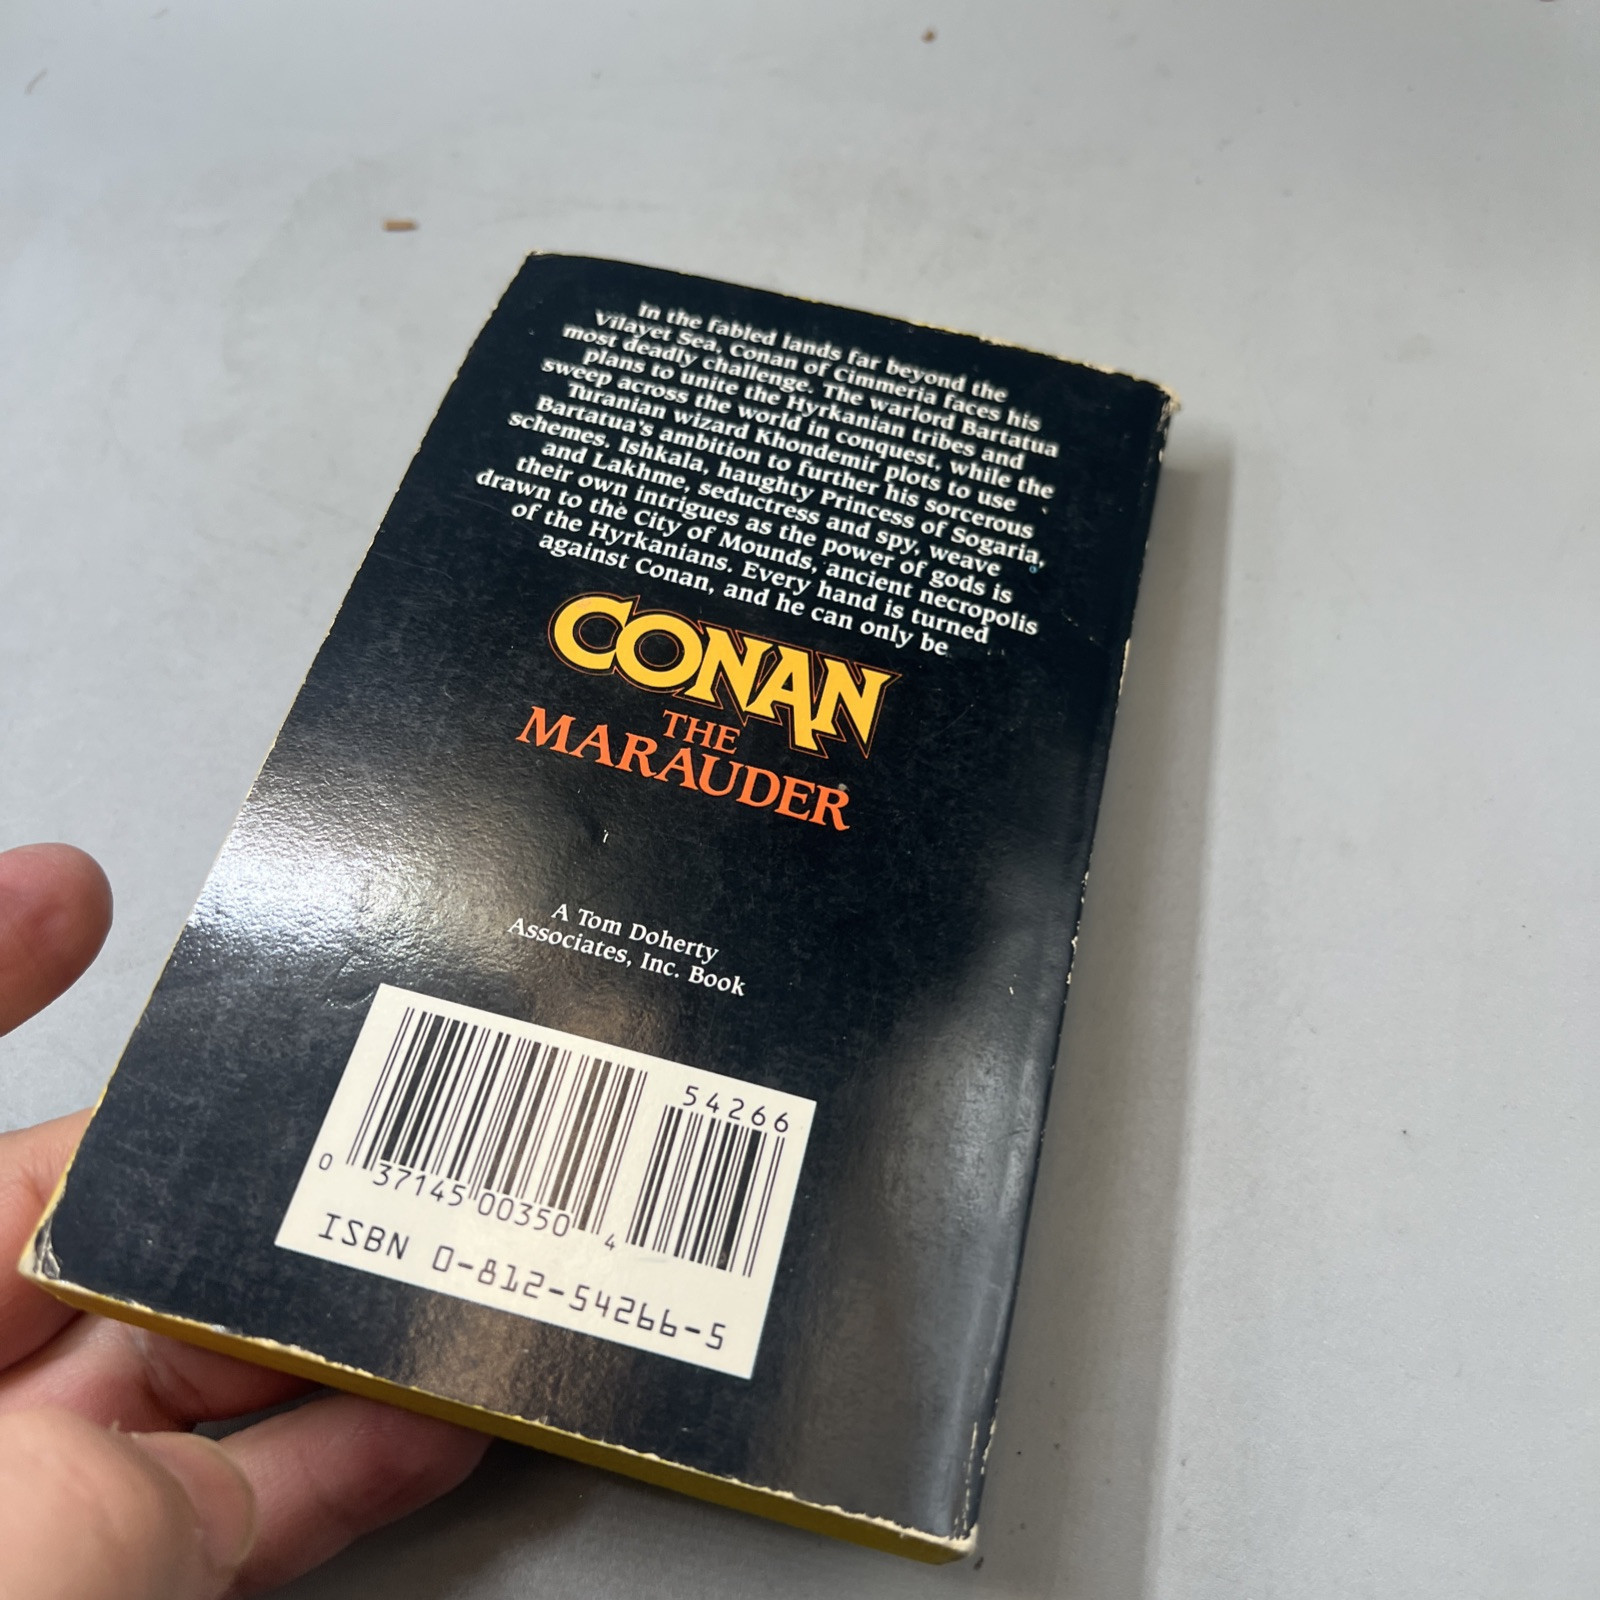 In the fabled lands far beyond the
Vilayet Sea, Conan of Cimmeria faces his
most deadly challenge. The warlord Bartatua
plans to unite the Hyrkanian tribes and
sweep across the world in conquest, while the
Turanian wizard Khondemir plots to use
Bartatua's ambition to further his sorcerous
schemes. Ishkala, haughty Princess of Sogaria,
and Lakhme, seductress and spy, weave
their own intrigues as the power of gods is
drawn to the City of Mounds, ancient necropolis
of the Hyrkanians. Every hand is turned
against Conan, and he can only be
CONAN
THE
MARAUDER
A Tom Doherty
Associates, Inc. Book
54266
0 37145 00350 4
ISBN 0-812-54266-5